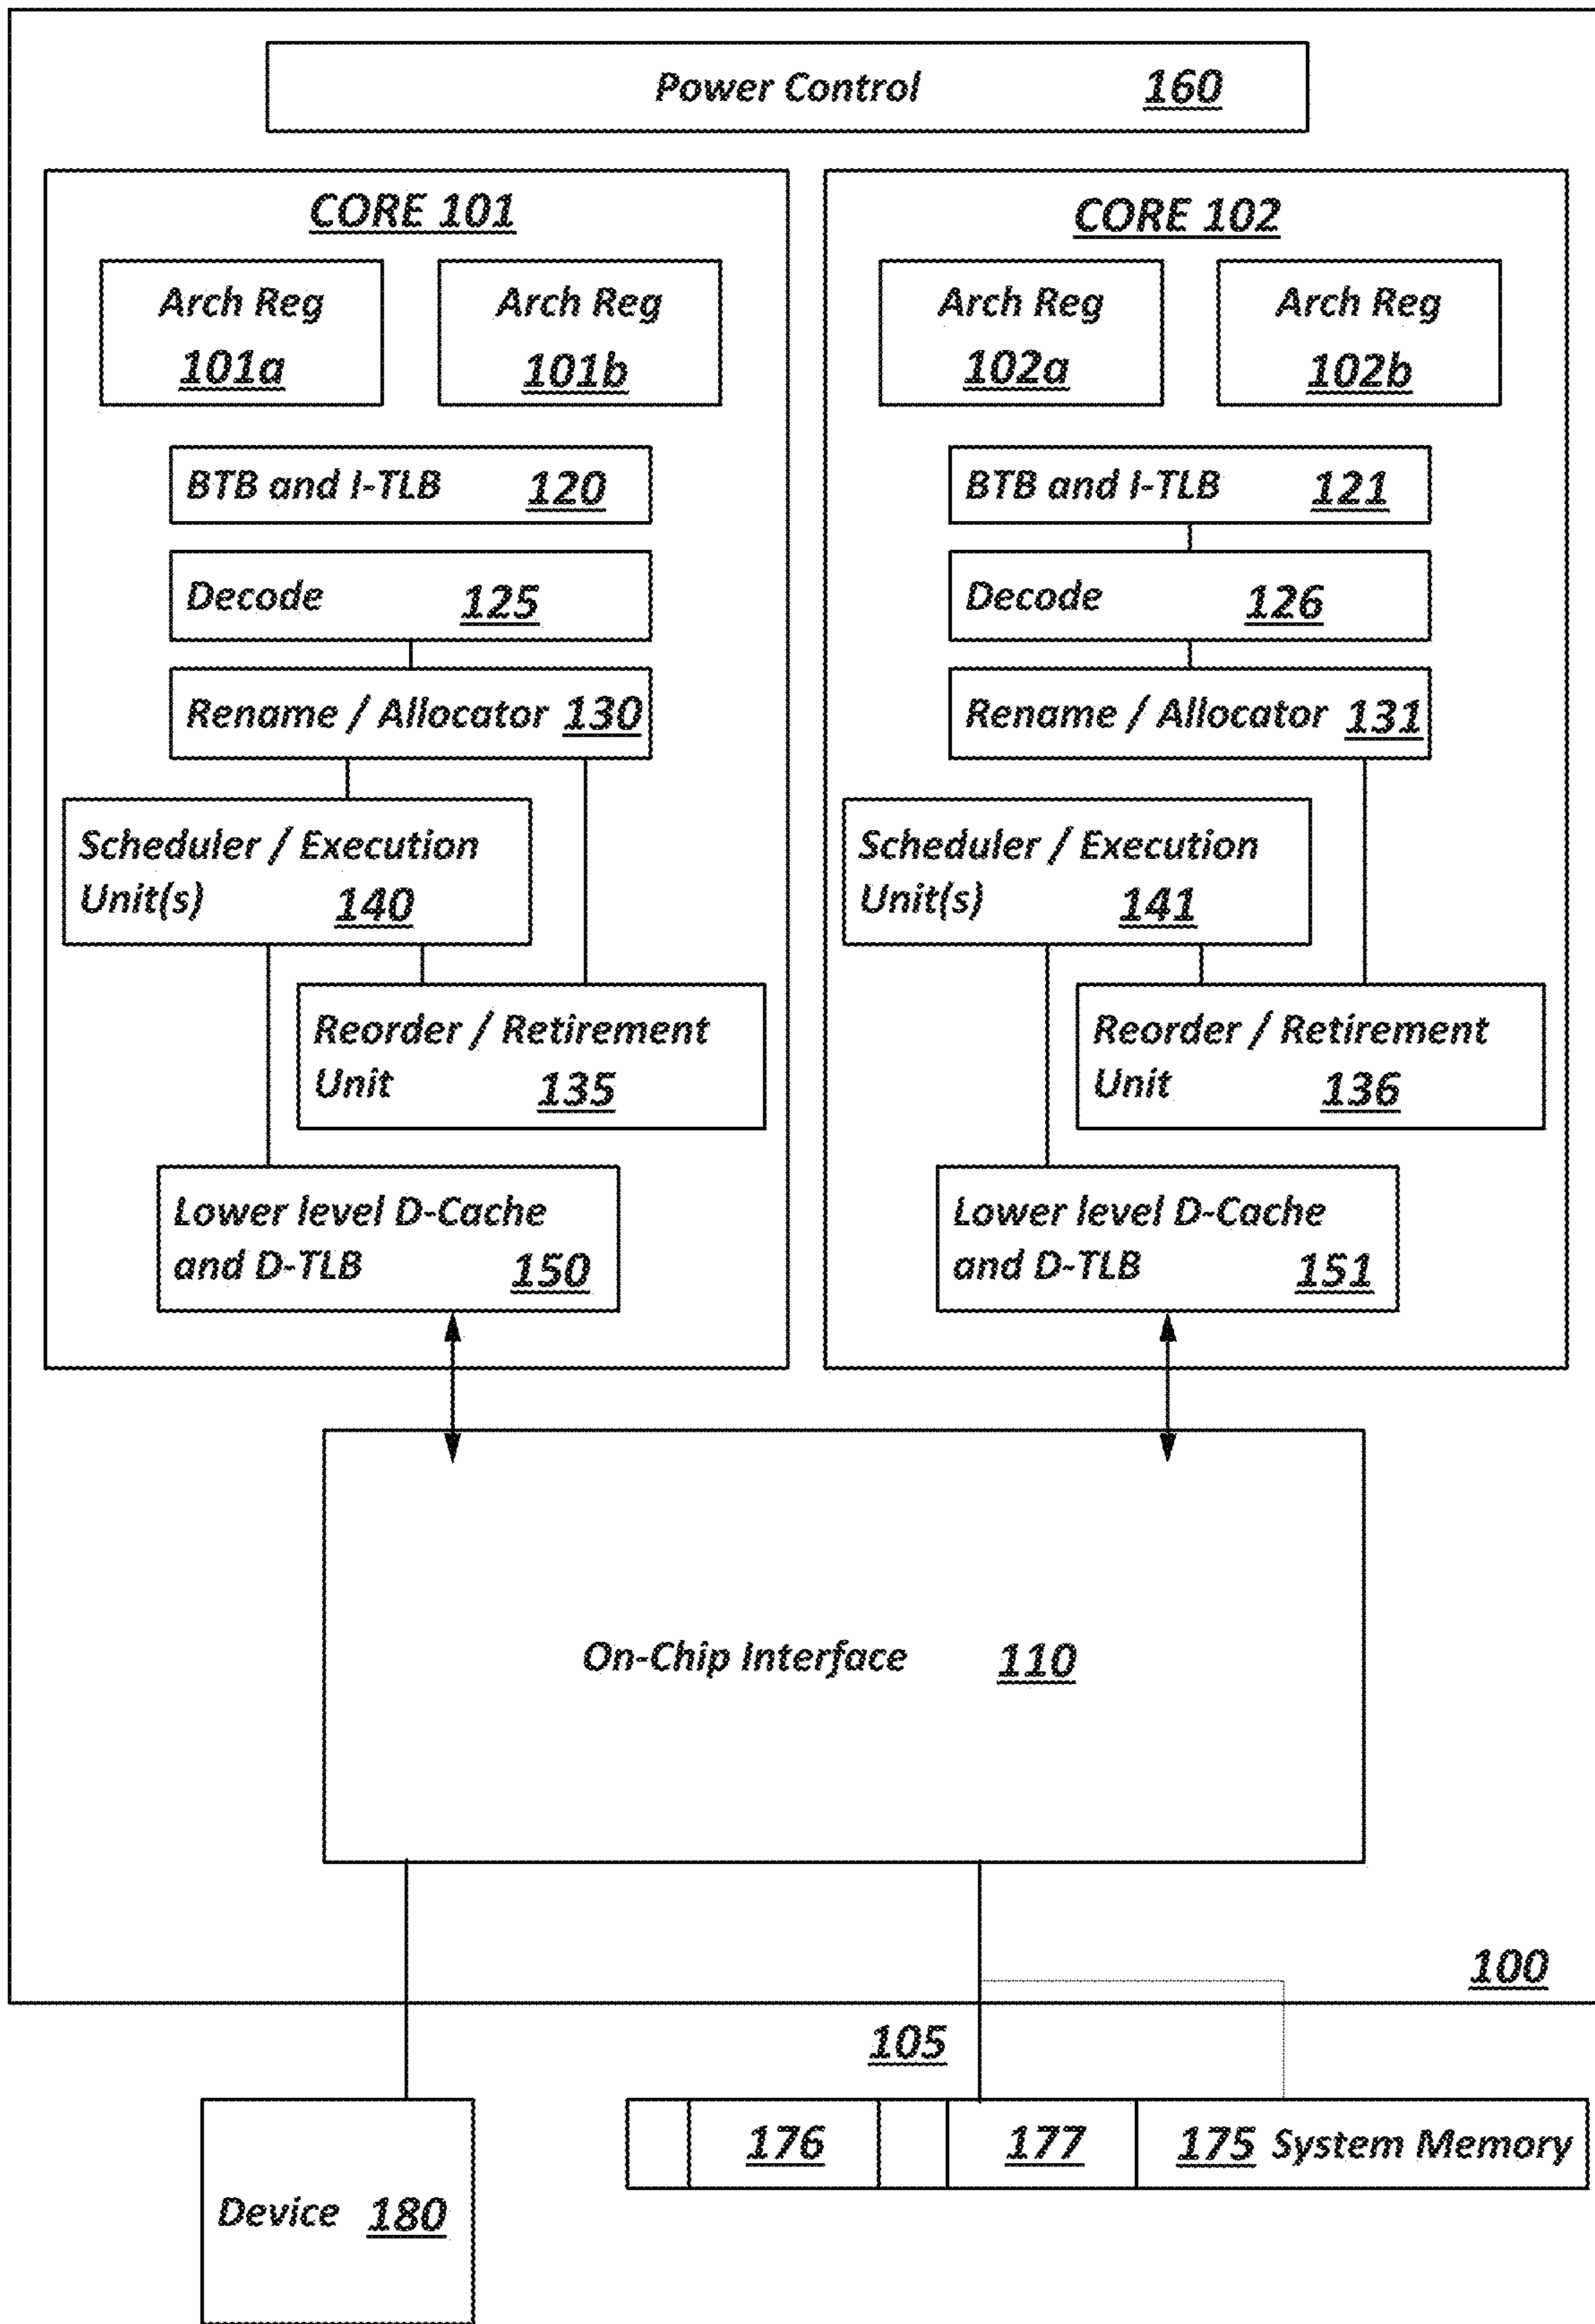 Power Control 160
CORE 101
Arch Reg
101a
Arch Reg
101b
BTB and I-TLB 120
Decode 125
Rename / Allocator 130
Scheduler / Execution
Unit(s) 140
Reorder / Retirement
Unit 135
Lower level D-Cache
and D-TLB 150
CORE 102
Arch Reg
102a
Arch Reg
102b
BTB and I-TLB 121
Decode 126
Rename / Allocator 131
Scheduler / Execution
Unit(s) 141
Reorder / Retirement
Unit 136
Lower level D-Cache
and D-TLB 151
On-Chip Interface 110
100
105
176 177 175 System Memory
Device 180